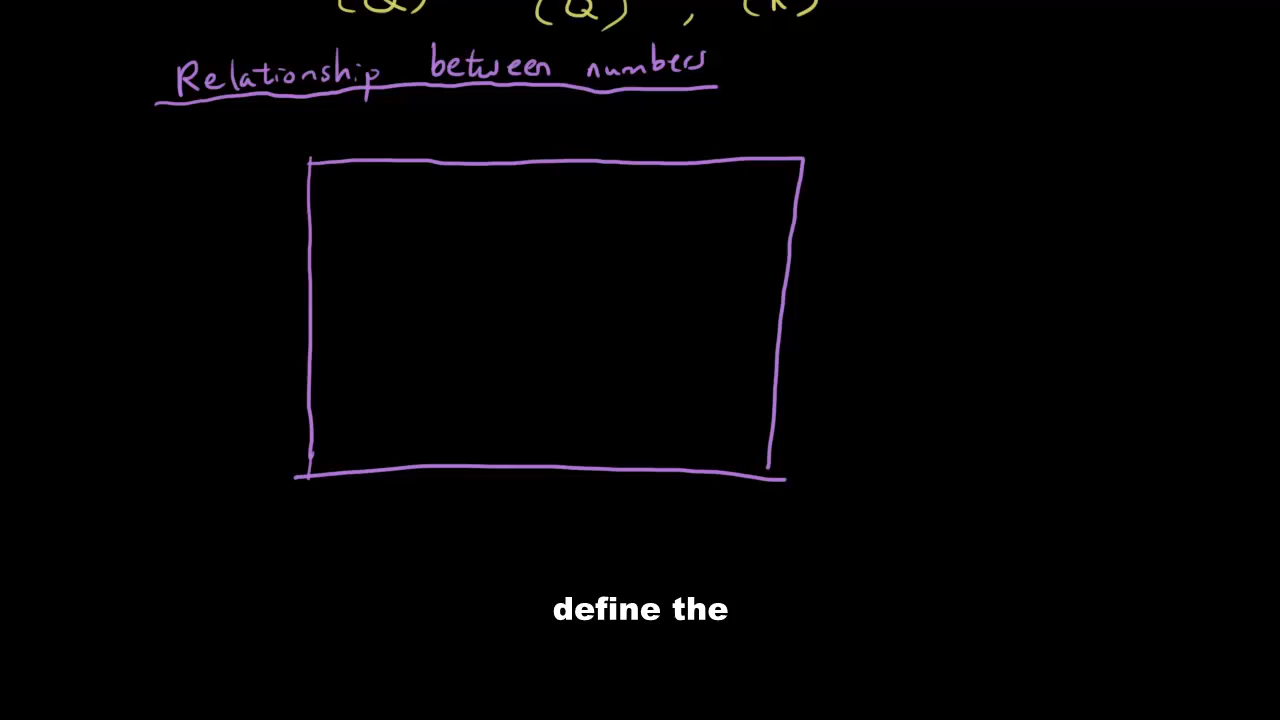 (Q) (Q) , (R)
Relationship between numbers
define the